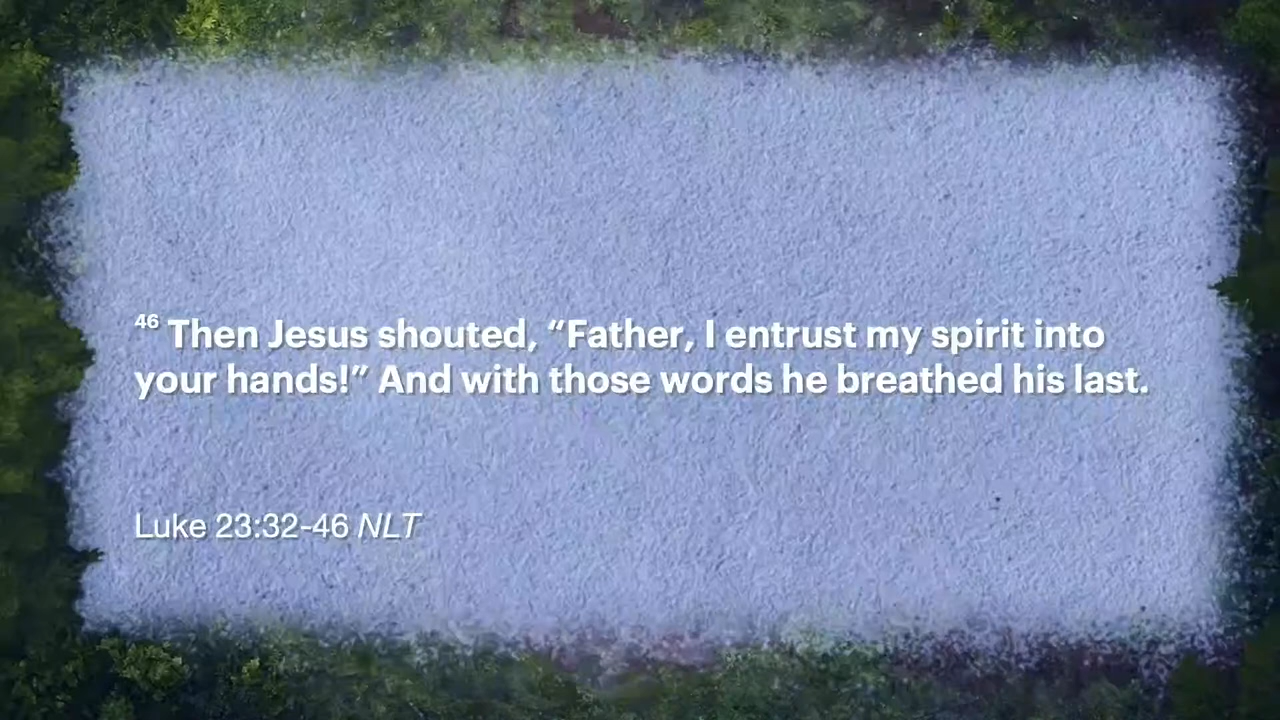 46 Then Jesus shouted, “Father, I entrust my spirit into
your hands!” And with those words he breathed his last.
Luke 23:32-46 NLT